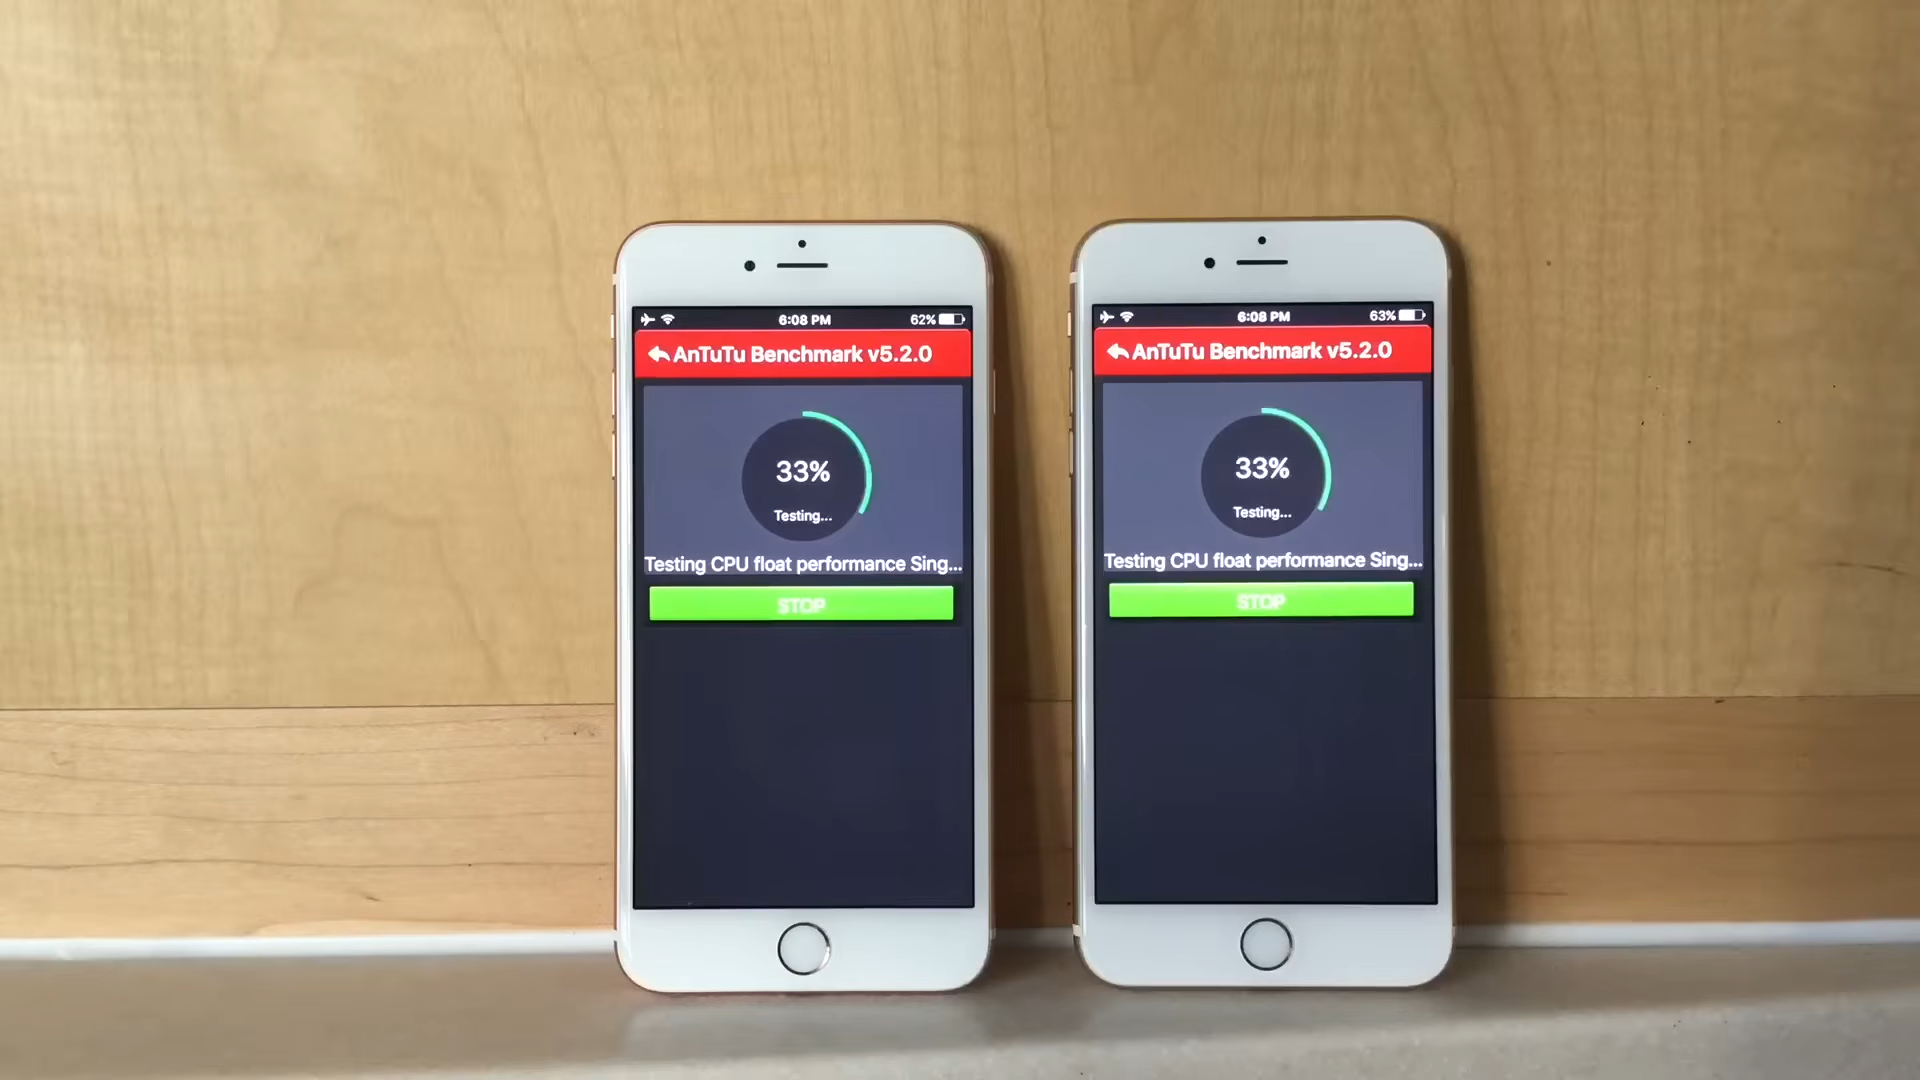 6:08 PM
62%
AnTuTu Benchmark v5.2.0
33%
Testing...
Testing CPU float performance Sing...
STOP
6:08 PM
63%
AnTuTu Benchmark v5.2.0
33%
Testing...
Testing CPU float performance Sing...
STOP